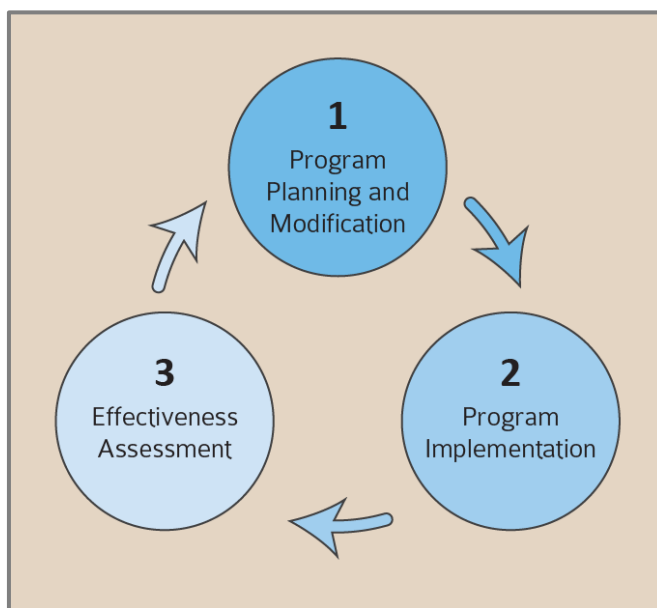 1
Program
Planning and
Modification
2
Program
Implementation
3
Effectiveness
Assessment